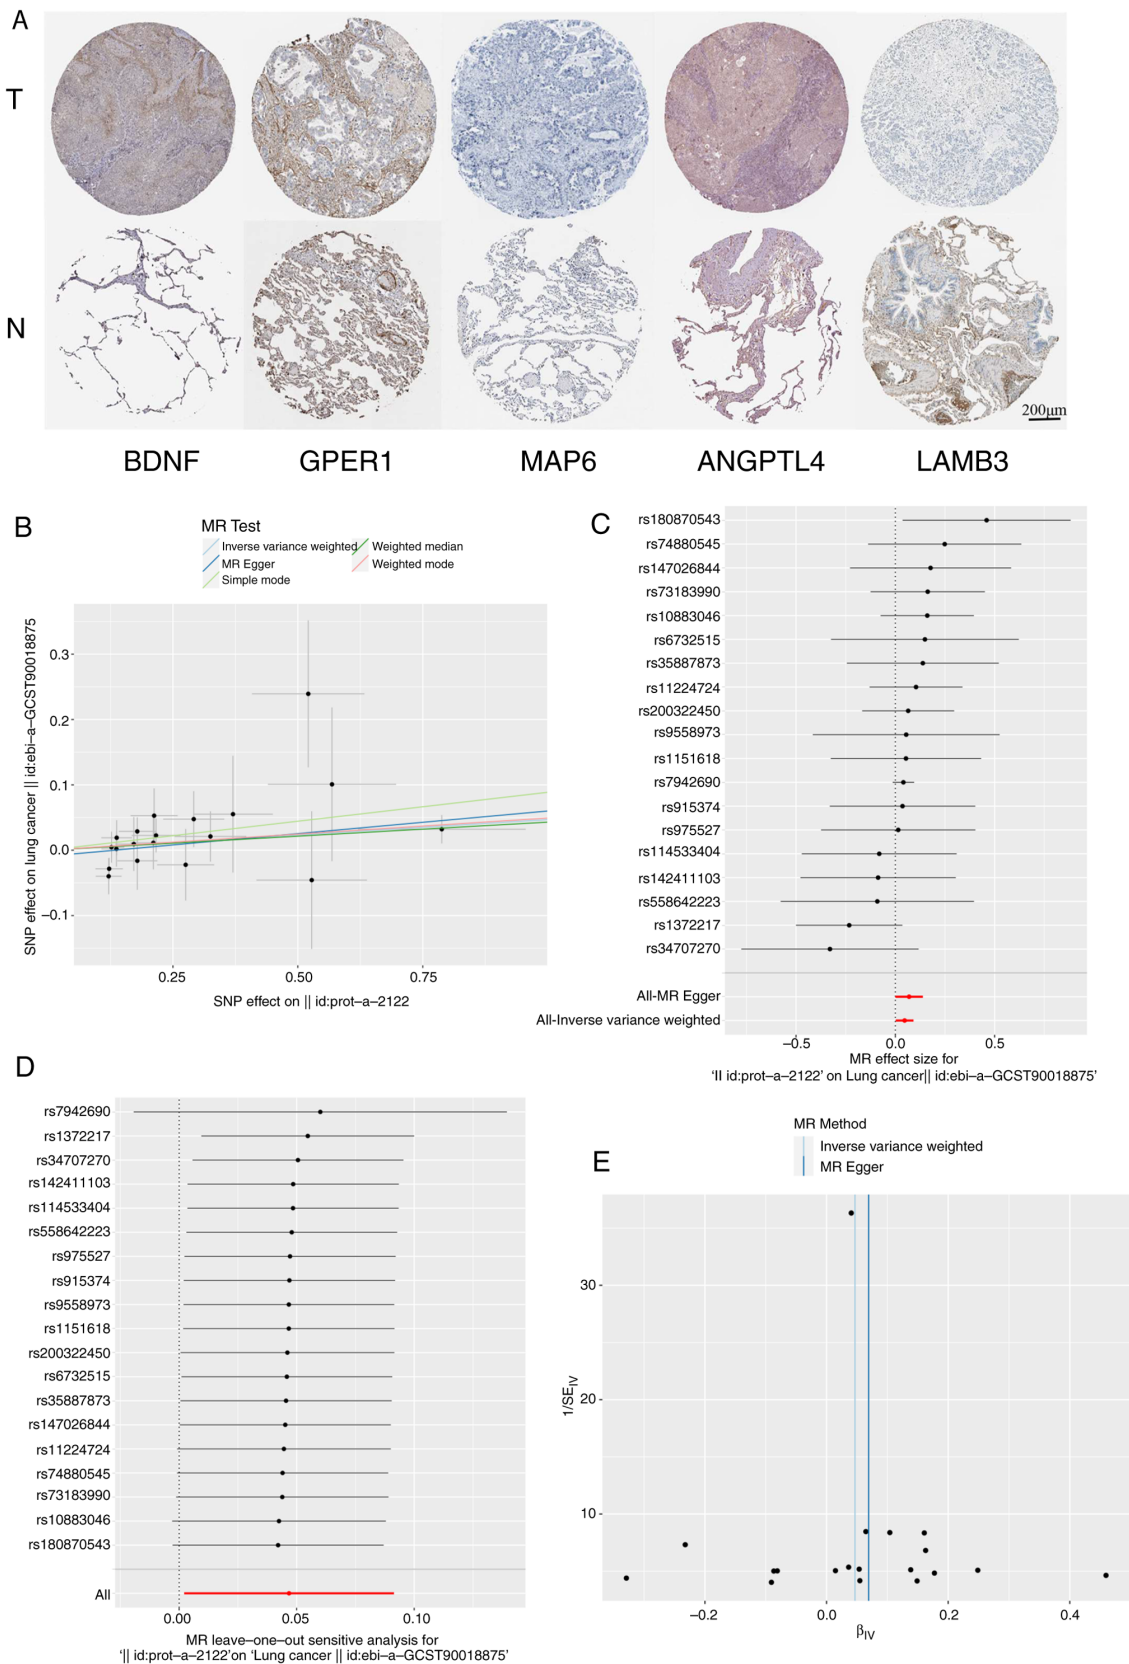 A
T
N
200μm
BDNF GPER1 MAP6 ANGPTL4 LAMB3
B
MR Test
Inverse variance weighted Weighted median
MR Egger Weighted mode
Simple mode
SNP effect on lung cancer || id:ebi–a–GCST90018875
0.3
0.2
0.1
0.0
–0.1
0.25 0.50 0.75
SNP effect on || id:prot–a–2122
C
rs180870543
rs74880545
rs147026844
rs73183990
rs10883046
rs6732515
rs35887873
rs11224724
rs200322450
rs9558973
rs1151618
rs7942690
rs915374
rs975527
rs114533404
rs142411103
rs558642223
rs1372217
rs34707270
All-MR Egger
All-Inverse variance weighted
–0.5 0.0 0.5
MR effect size for
‘II id:prot–a–2122’ on Lung cancer|| id:ebi–a–GCST90018875’
D
rs7942690
rs1372217
rs34707270
rs142411103
rs114533404
rs558642223
rs975527
rs915374
rs9558973
rs1151618
rs200322450
rs6732515
rs35887873
rs147026844
rs11224724
rs74880545
rs73183990
rs10883046
rs180870543
All
0.00 0.05 0.10
MR leave–one–out sensitive analysis for
‘|| id:prot–a–2122’on ‘Lung cancer || id:ebi–a–GCST90018875’
E
MR Method
Inverse variance weighted
MR Egger
1/SEIV
30
20
10
–0.2 0.0 0.2 0.4
βIV